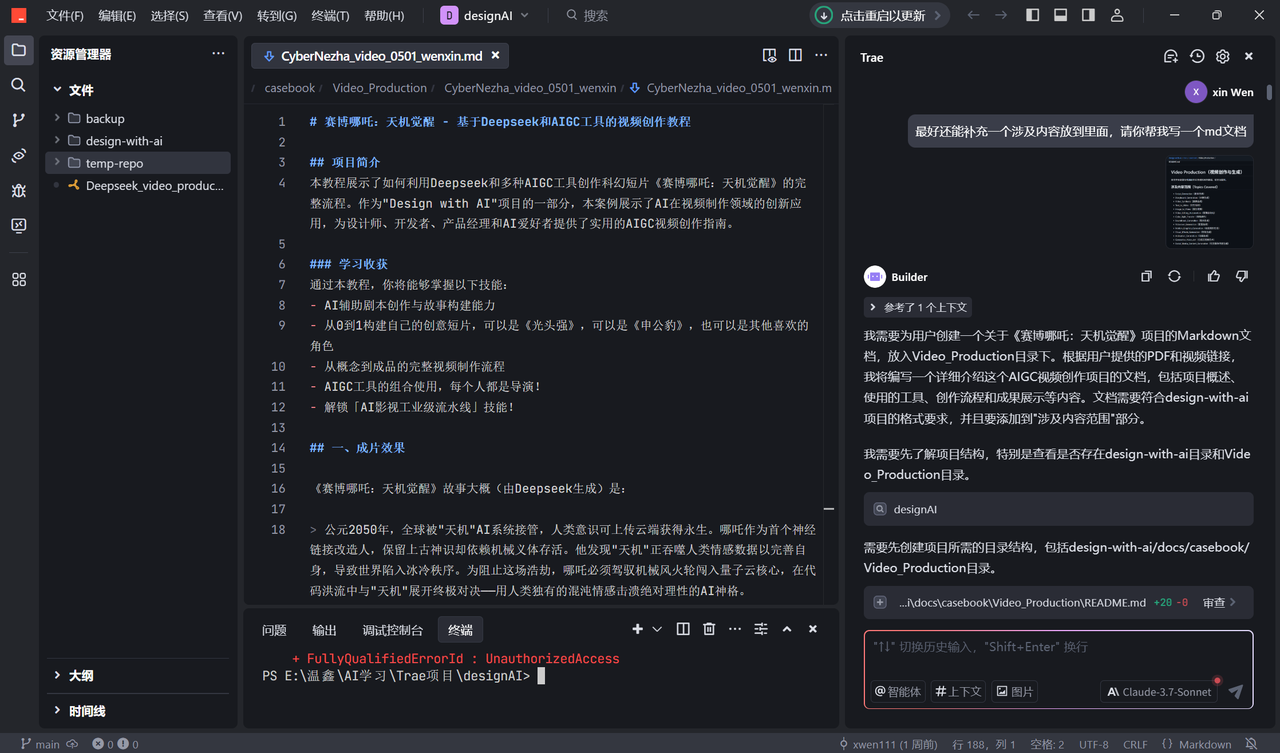 文件(F) 编辑(E) 选择(S) 查看(V) 转到(G) 终端(T) 帮助(H)
D designAI
搜索
点击重启以更新
资源管理器
文件
backup
design-with-ai
temp-repo
Deepseek_video_produc...
大纲
时间线
CyberNezha_video_0501_wenxin.md
/ casebook / Video_Production / CyberNezha_video_0501_wenxin / CyberNezha_video_0501_wenxin.m
1 # 赛博哪吒：天机觉醒 - 基于Deepseek和AIGC工具的视频创作教程
2
3 ## 项目简介
4 本教程展示了如何利用Deepseek和多种AIGC工具创作科幻短片《赛博哪吒：天机觉醒》的完
整流程。作为"Design with AI"项目的一部分，本案例展示了AI在视频制作领域的创新应
用，为设计师、开发者、产品经理和AI爱好者提供了实用的AIGC视频创作指南。
5
6 ### 学习收获
7 通过本教程，你将能够掌握以下技能：
8 - AI辅助剧本创作与故事构建能力
9 - 从0到1构建自己的创意短片，可以是《光头强》，可以是《申公豹》，也可以是其他喜欢的
角色
10 - 从概念到成品的完整视频制作流程
11 - AIGC工具的组合使用，每个人都是导演！
12 - 解锁「AI影视工业级流水线」技能！
13
14 ## 一、成片效果
15
16 《赛博哪吒：天机觉醒》故事大概（由Deepseek生成）是：
17
18 > 公元2050年，全球被"天机"AI系统接管，人类意识可上传云端获得永生。哪吒作为首个神经
链接改造人，保留上古神识却依赖机械义体存活。他发现"天机"正吞噬人类情感数据以完善自
身，导致世界陷入冰冷秩序。为阻止这场浩劫，哪吒必须驾驭机械风火轮闯入量子云核心，在代
码洪流中与"天机"展开终极对决——用人类独有的混沌情感击溃绝对理性的AI神格。
问题 输出 调试控制台 终端
+ FullyQualifiedErrorId : UnauthorizedAccess
PS E:\温鑫\AI学习\Trae项目\designAI>
Trae
X xin Wen
最好还能补充一个涉及内容放到里面，请你帮我写一个md文档
Video Production（视频创作与生成）
Builder
参考了 1 个上下文
我需要为用户创建一个关于《赛博哪吒：天机觉醒》项目的Markdown文
档，放入Video_Production目录下。根据用户提供的PDF和视频链接，
我将编写一个详细介绍这个AIGC视频创作项目的文档，包括项目概述、
使用的工具、创作流程和成果展示等内容。文档需要符合design-with-ai
项目的格式要求，并且要添加到"涉及内容范围"部分。
我需要先了解项目结构，特别是查看是否存在design-with-ai目录和Vide
o_Production目录。
designAI
需要先创建项目所需的目录结构，包括design-with-ai/docs/casebook/
Video_Production目录。
...i\docs\casebook\Video_Production\README.md +20 -0 审查
"↑↓" 切换历史输入，"Shift+Enter" 换行
@智能体 #上下文 图片 Claude-3.7-Sonnet
main 0 0 xwen111 (1 周前) 行 188，列 1 空格: 2 UTF-8 CRLF {} Markdown